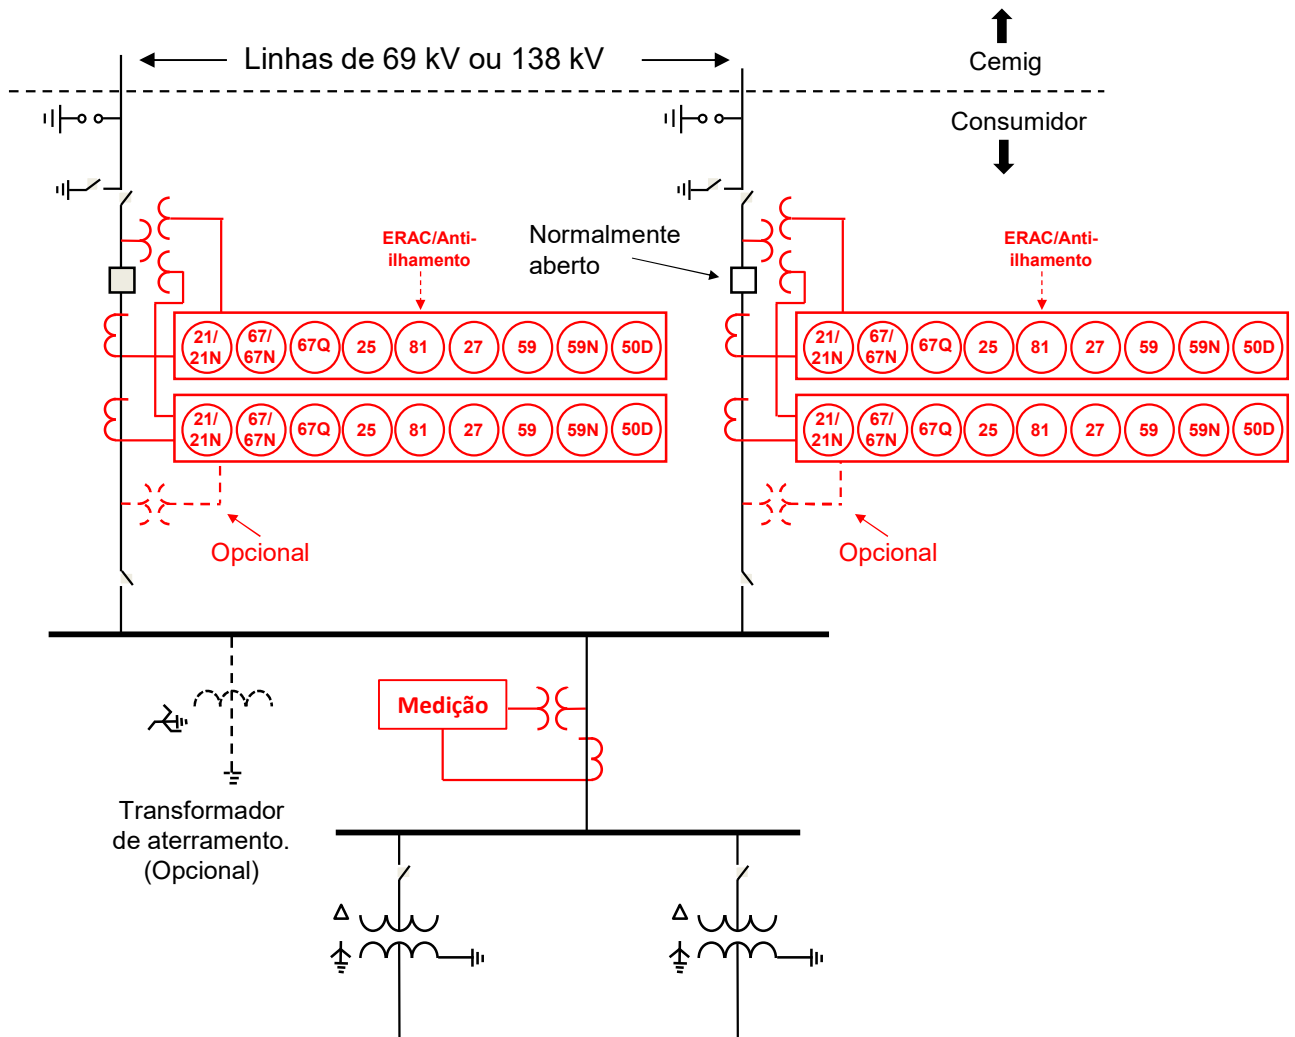 Linhas de 69 kV ou 138 kV
Cemig
Consumidor
ERAC/Anti-
ilhamento
Normalmente
aberto
ERAC/Anti-
ilhamento
21/
21N
67/
67N
67Q
25
81
27
59
59N
50D
21/
21N
67/
67N
67Q
25
81
27
59
59N
50D
21/
21N
67/
67N
67Q
25
81
27
59
59N
50D
21/
21N
67/
67N
67Q
25
81
27
59
59N
50D
Opcional
Opcional
Medição
Transformador
de aterramento.
(Opcional)